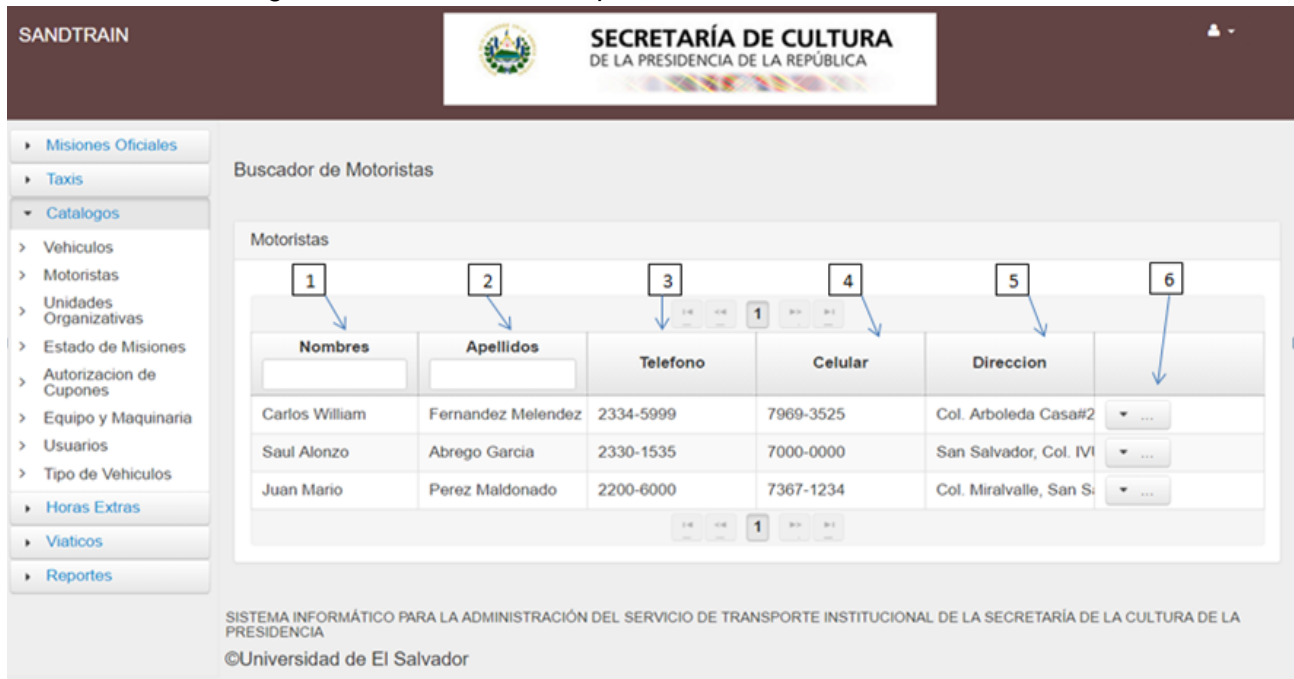 SANDTRAIN
SECRETARÍA DE CULTURA
DE LA PRESIDENCIA DE LA REPÚBLICA
Misiones Oficiales
Taxis
Catalogos
Vehiculos
Motoristas
Unidades
Organizativas
Estado de Misiones
Autorizacion de
Cupones
Equipo y Maquinaria
Usuarios
Tipo de Vehiculos
Horas Extras
Viaticos
Reportes
Buscador de Motoristas
Motoristas
1 2 3 4 5 6
1
Nombres Apellidos Telefono Celular Direccion
Carlos William Fernandez Melendez 2334-5999 7969-3525 Col. Arboleda Casa#2 ...
Saul Alonzo Abrego Garcia 2330-1535 7000-0000 San Salvador, Col. ...
Juan Mario Perez Maldonado 2200-6000 7367-1234 Col. Miralvalle, San ...
1
SISTEMA INFORMÁTICO PARA LA ADMINISTRACIÓN DEL SERVICIO DE TRANSPORTE INSTITUCIONAL DE LA SECRETARÍA DE LA CULTURA DE LA
PRESIDENCIA
©Universidad de El Salvador